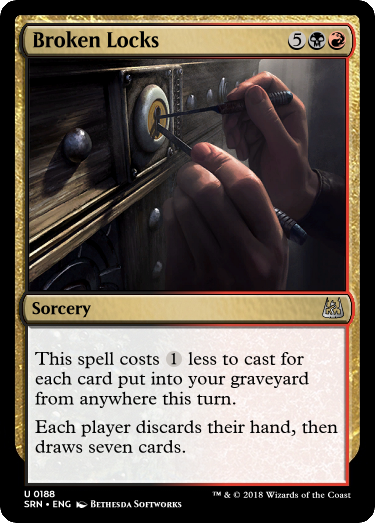 Broken Locks 5
Sorcery
This spell costs 1 less to cast for
each card put into your graveyard
from anywhere this turn.
Each player discards their hand, then
draws seven cards.
U 0188
SRN • ENG Bethesda Softworks
™ & © 2018 Wizards of the Coast